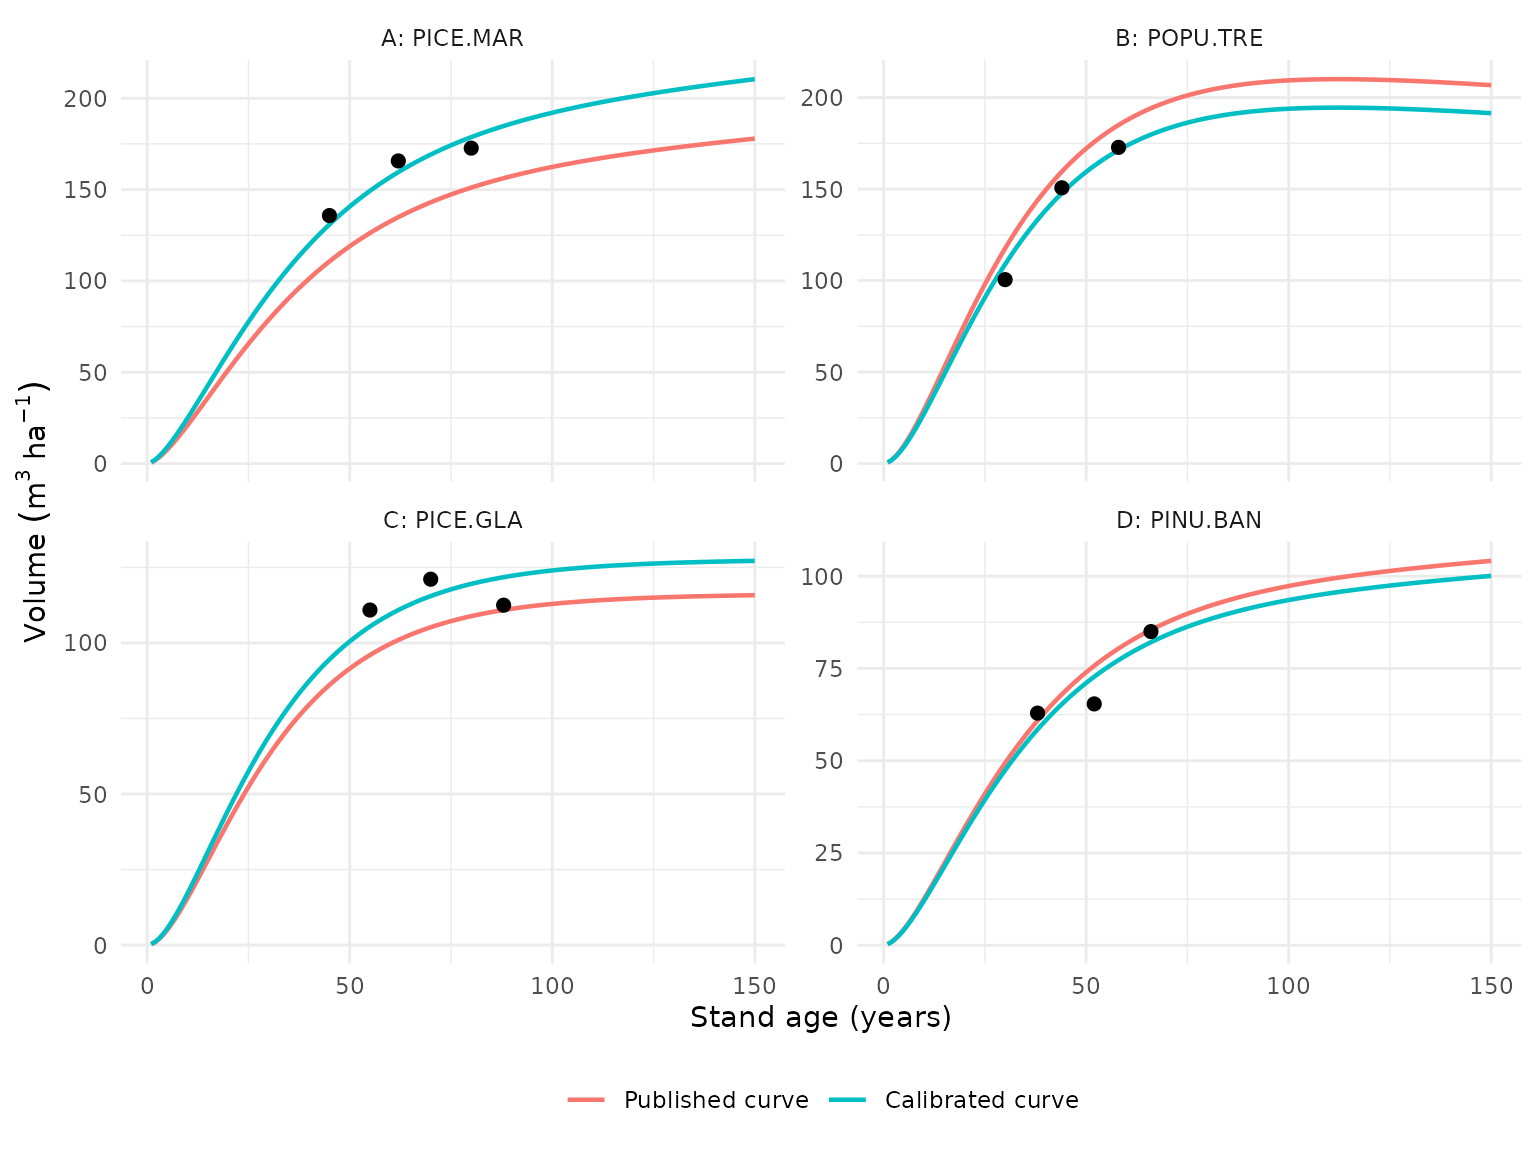 A: PICE.MAR
B: POPU.TRE
200
150
100
50
0
200
150
100
50
0
Volume (m³ ha⁻¹)
C: PICE.GLA
D: PINU.BAN
100
50
0
100
75
50
25
0
0 50 100 150
0 50 100 150
Stand age (years)
Published curve
Calibrated curve